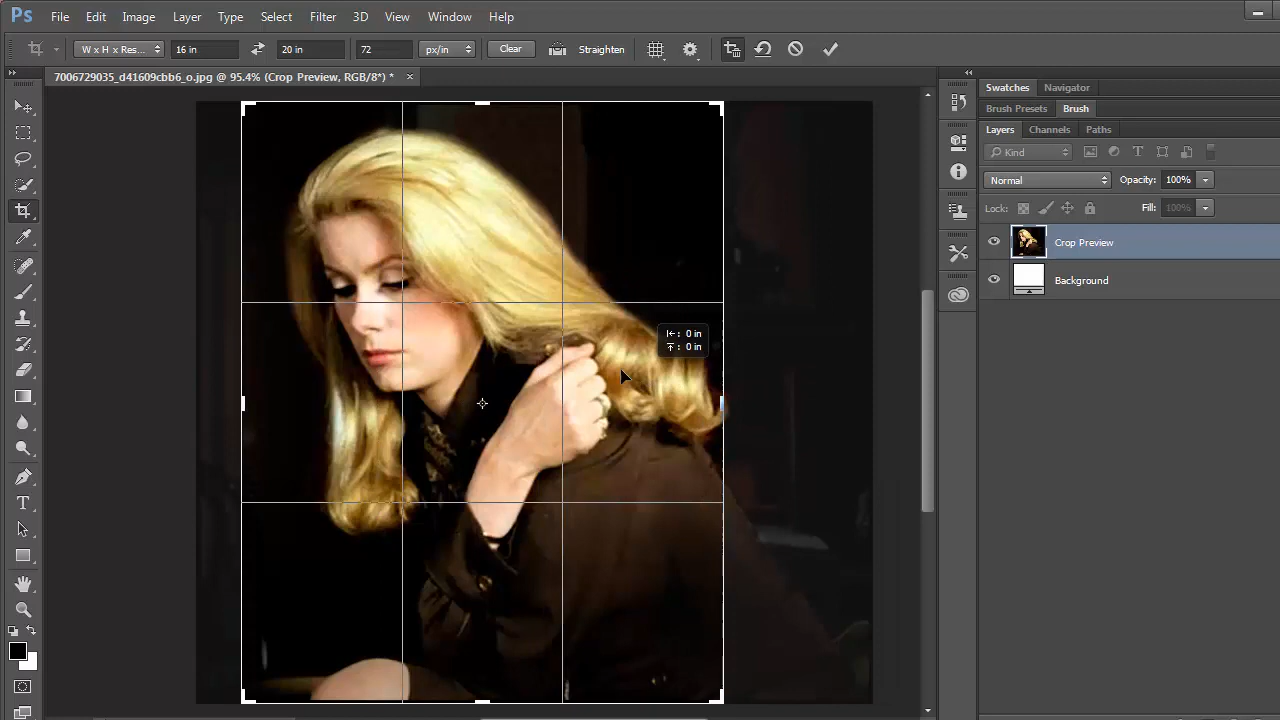 Ps File Edit Image Layer Type Select Filter 3D View Window Help
W x H x Res... 16 in 20 in 72 px/in Clear Straighten
7006729035_d41609cbb6_o.jpg @ 95.4% (Crop Preview, RGB/8*) * ×
Swatches Navigator
Brush Presets Brush
Layers Channels Paths
Kind T
Normal Opacity: 100%
Lock: Fill: 100%
Crop Preview
Background
: 0 in
: 0 in
T